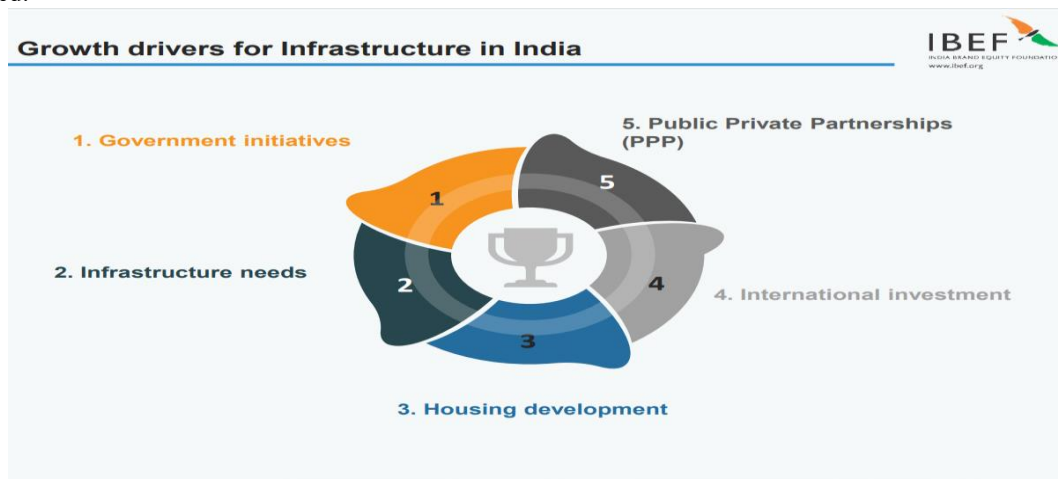 Growth drivers for Infrastructure in India
IBEF
INDIA BRAND EQUITY FOUNDATIO
www.ibef.org
1. Government initiatives
5. Public Private Partnerships
(PPP)
1
5
2. Infrastructure needs
2
4
4. International investment
3
3. Housing development